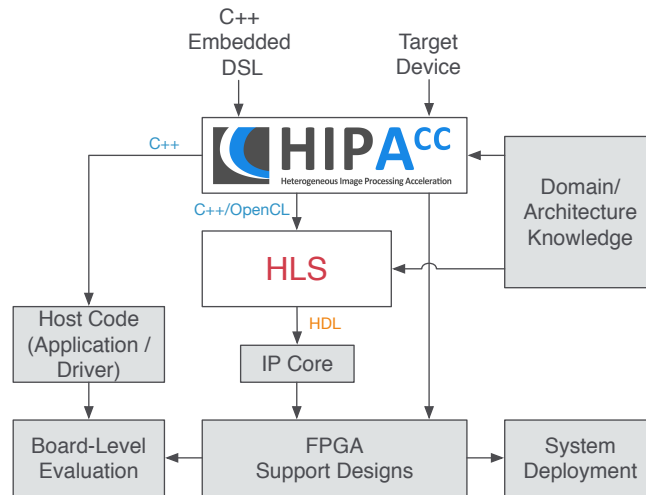 C++
Embedded
DSL
Target
Device
HIPACC
Heterogeneous Image Processing Acceleration
C++
C++/OpenCL
Domain/
Architecture
Knowledge
HLS
HDL
Host Code
(Application /
Driver)
IP Core
Board-Level
Evaluation
FPGA
Support Designs
System
Deployment